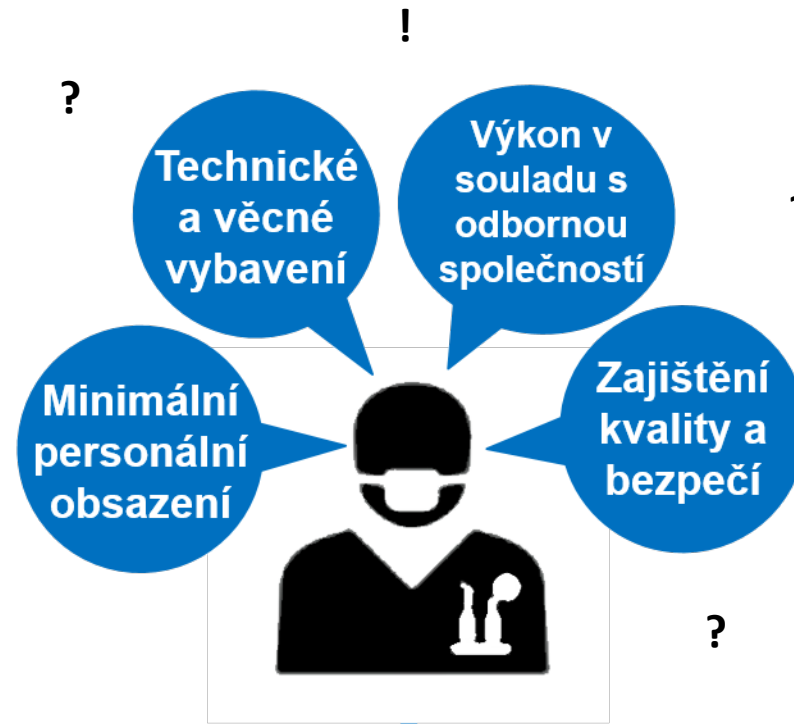 !
?
Technické
a věcné
vybavení
Výkon v
souladu s
odbornou
společností
Minimální
personální
obsazení
Zajištění
kvality a
bezpečí
?